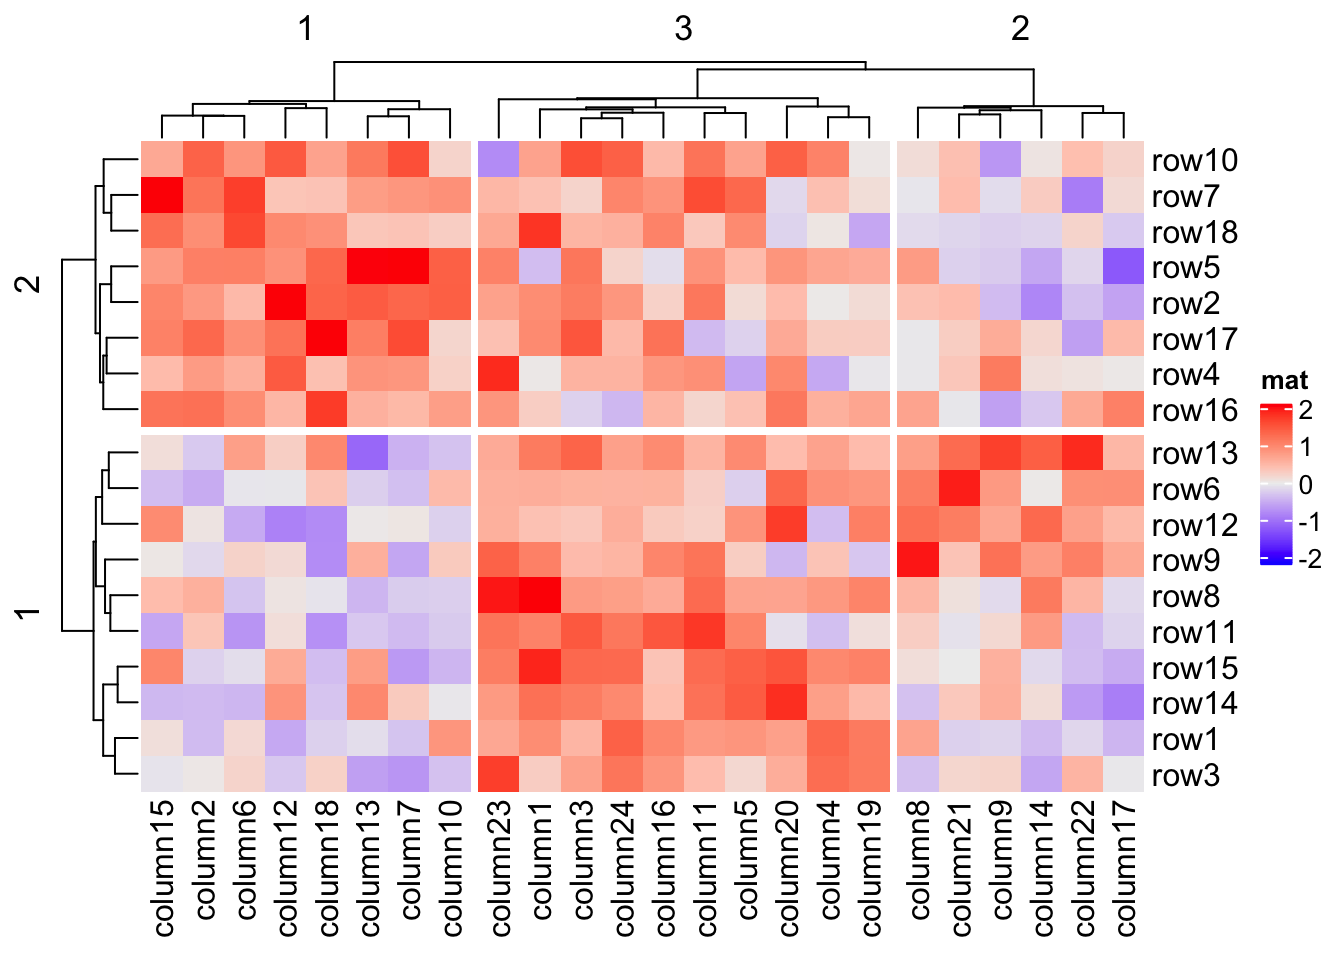 1 3 2
2
1
row10
row7
row18
row5
row2
row17
row4
row16
row13
row6
row12
row9
row8
row11
row15
row14
row1
row3
mat
2
1
0
-1
-2
column15
column2
column6
column12
column18
column13
column7
column10
column23
column1
column3
column24
column16
column11
column5
column20
column4
column19
column8
column21
column9
column14
column22
column17